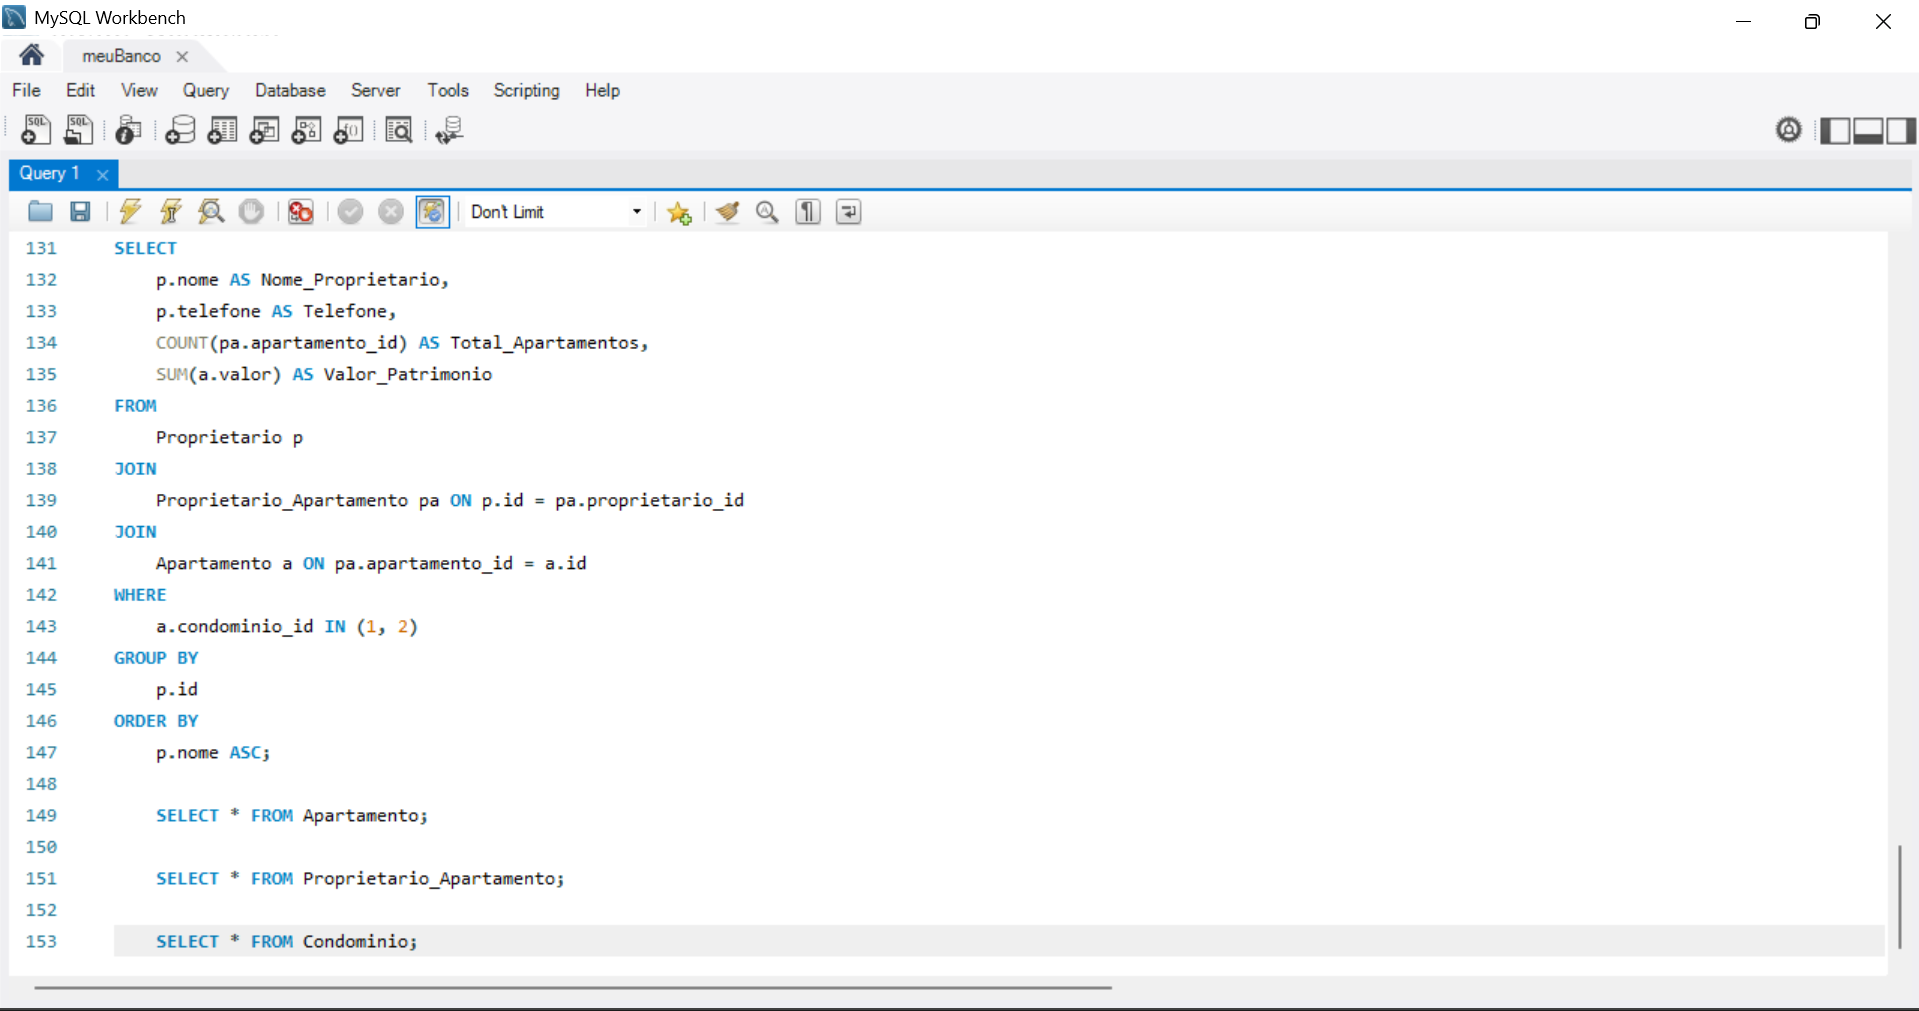 MySQL Workbench
meuBanco
File Edit View Query Database Server Tools Scripting Help
Query 1
Don't Limit
131 SELECT
132 p.nome AS Nome_Proprietario,
133 p.telefone AS Telefone,
134 COUNT(pa.apartamento_id) AS Total_Apartamentos,
135 SUM(a.valor) AS Valor_Patrimonio
136 FROM
137 Proprietario p
138 JOIN
139 Proprietario_Apartamento pa ON p.id = pa.proprietario_id
140 JOIN
141 Apartamento a ON pa.apartamento_id = a.id
142 WHERE
143 a.condominio_id IN (1, 2)
144 GROUP BY
145 p.id
146 ORDER BY
147 p.nome ASC;
148
149 SELECT * FROM Apartamento;
150
151 SELECT * FROM Proprietario_Apartamento;
152
153 SELECT * FROM Condominio;